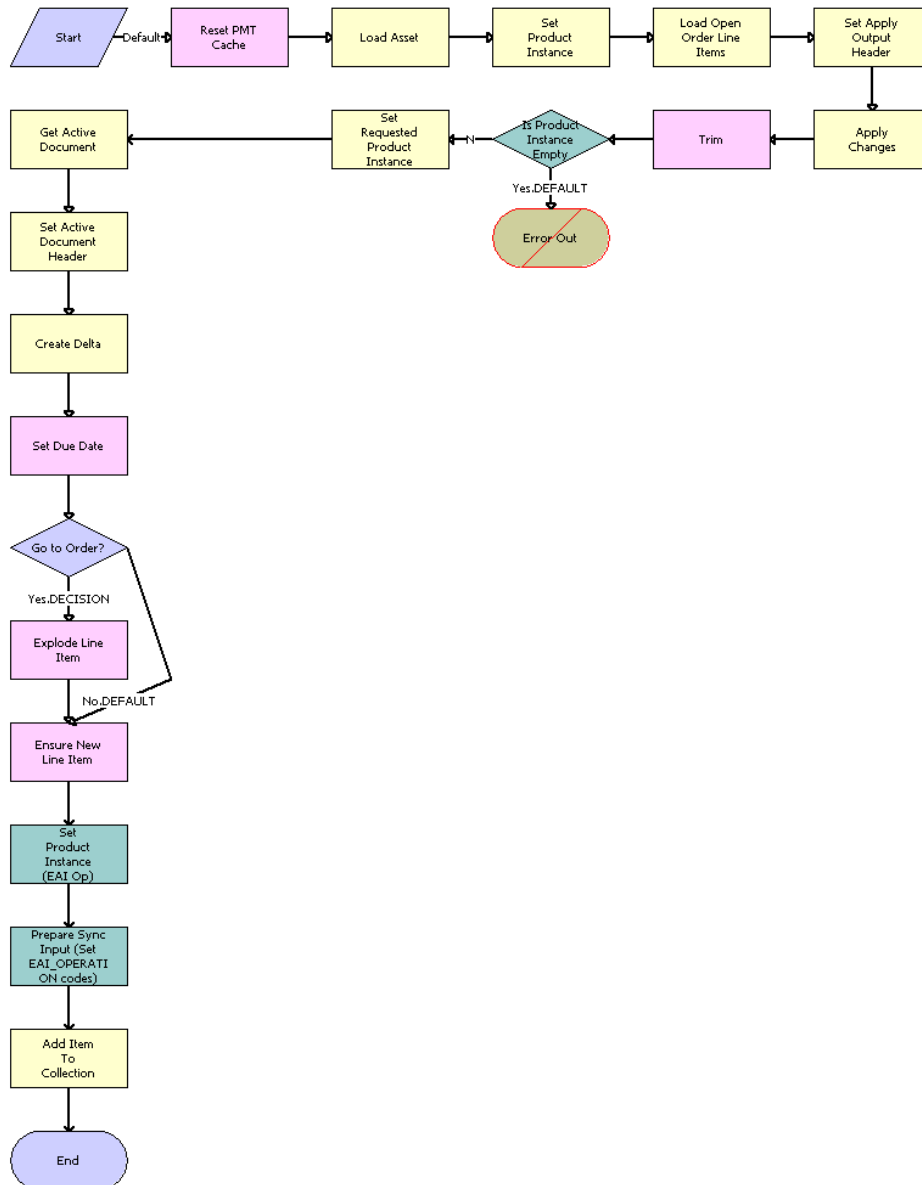 Start
Default
Reset PMT
Cache
Load Asset
Set
Product
Instance
Load Open
Order Line
Items
Set Apply
Output
Header
Get Active
Document
Set
Requested
Product
Instance
N
Is Product
Instance
Empty
Trim
Apply
Changes
Yes.DEFAULT
Error Out
Set Active
Document
Header
Create Delta
Set Due Date
Go to Order?
Yes.DECISION
Explode Line
Item
No.DEFAULT
Ensure New
Line Item
Set
Product
Instance
(EAI Op)
Prepare Sync
Input (Set
EAI_OPERATI
ON codes)
Add Item
To
Collection
End